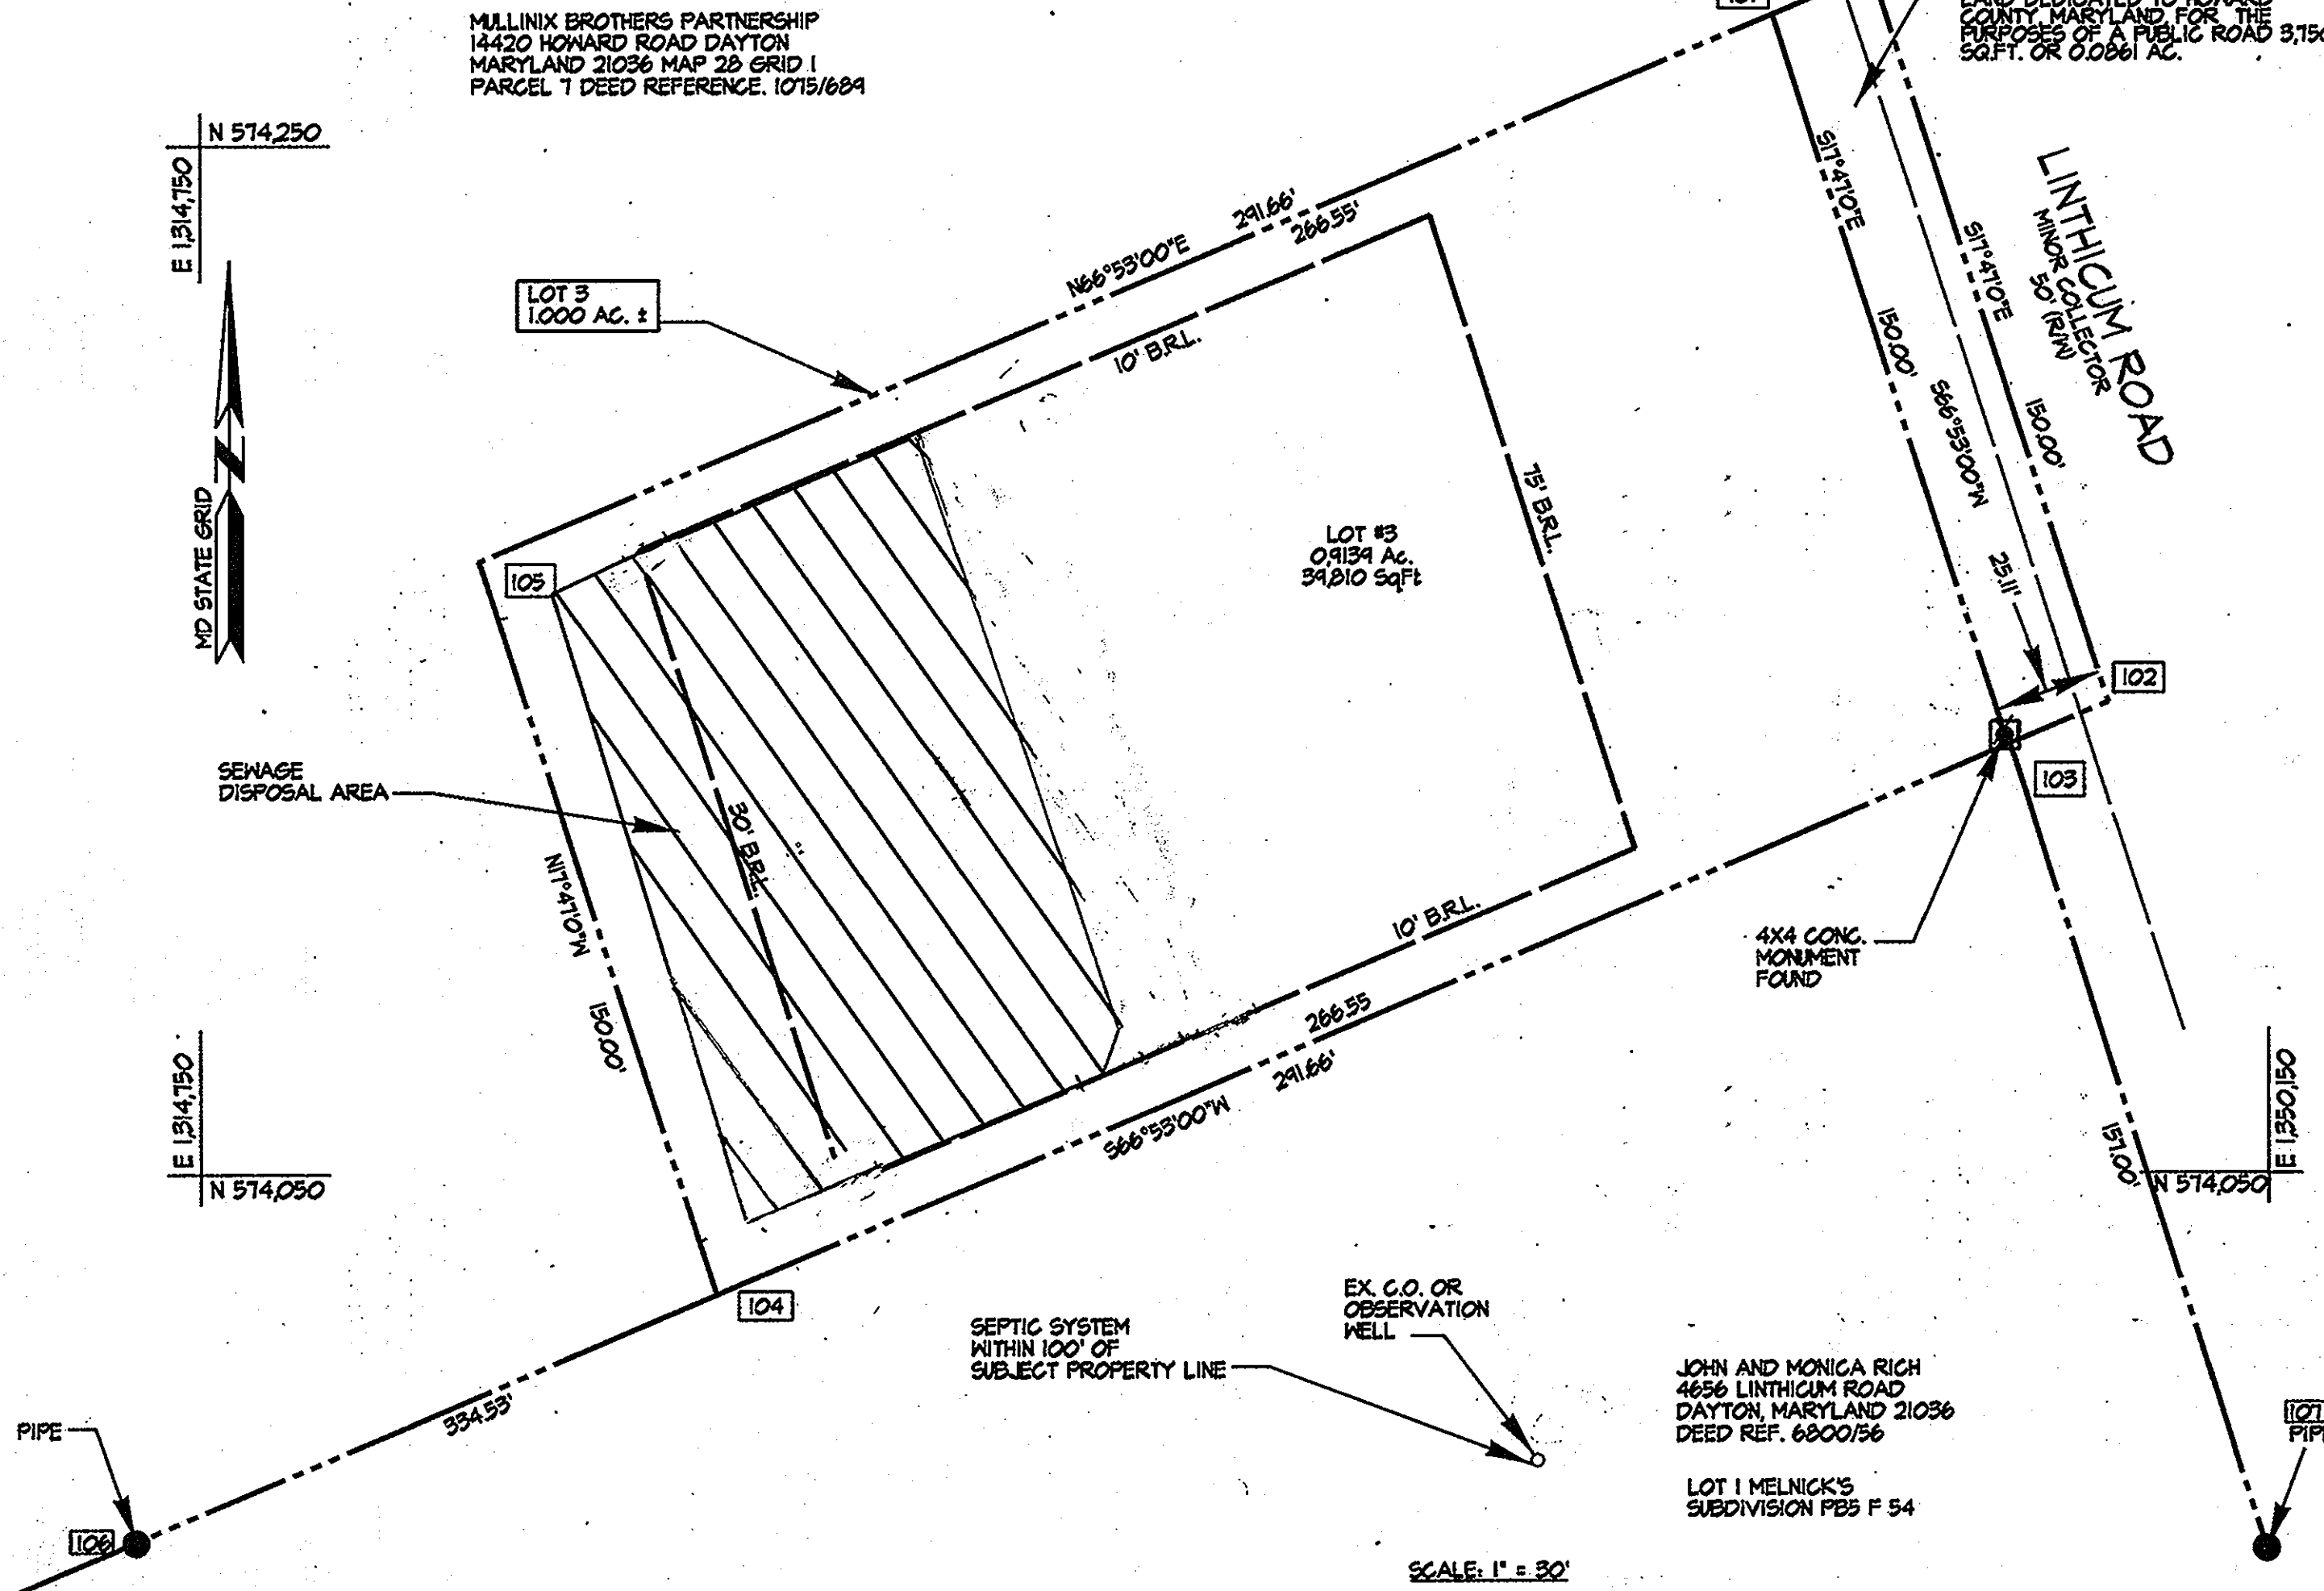 MULLINIX BROTHERS PARTNERSHIP
14420 HOWARD ROAD DAYTON
MARYLAND 21036 MAP 28 GRID 1
PARCEL 7 DEED REFERENCE. 1075/689
COUNTY, MARYLAND FOR THE
PURPOSES OF A PUBLIC ROAD
SQ.FT. OR 0.0861 AC.
N 574,250
E 1,314,750
MD STATE GRID
N
LOT 3
1.000 AC. ±
N66°53'00"E
291.66'
266.55'
10' B.R.L.
S17°47'0"E
150.00'
S17°47'0"E
150.00'
LINTHICUM ROAD
MINOR COLLECTOR
50' (R/W)
S66°53'00"W
25.11'
75' B.R.L.
LOT #3
0.9139 Ac.
39,810 SqFt
105
102
103
SEWAGE
DISPOSAL AREA
30' B.R.L.
N17°47'0"W
150.00'
10' B.R.L.
4X4 CONC.
MONUMENT
FOUND
266.55
291.66'
S66°53'00"W
E 1,314,750
N 574,050
157.00'
E 1,350,150
N 574,050
104
SEPTIC SYSTEM
WITHIN 100' OF
SUBJECT PROPERTY LINE
EX. C.O. OR
OBSERVATION
WELL
JOHN AND MONICA RICH
4656 LINTHICUM ROAD
DAYTON, MARYLAND 21036
DEED REF. 6800/56
LOT 1 MELNICK'S
SUBDIVISION PB5 F 54
334.53'
PIPE
106
107
SCALE: 1" = 30'